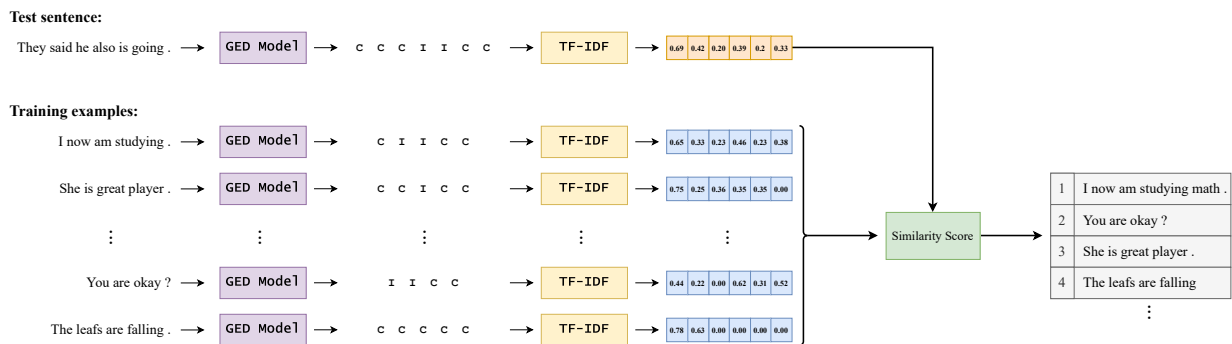 Test sentence:
They said he also is going . GED Model C C C I I C C TF-IDF 0.69 0.42 0.20 0.39 0.2 0.33
Training examples:
I now am studying . GED Model C I I C C TF-IDF 0.65 0.33 0.23 0.46 0.23 0.38
She is great player . GED Model C C I C C TF-IDF 0.75 0.25 0.36 0.35 0.35 0.00
You are okay ? GED Model I I C C TF-IDF 0.44 0.22 0.00 0.62 0.31 0.52
The leafs are falling . GED Model C C C C C TF-IDF 0.78 0.63 0.00 0.00 0.00 0.00
Similarity Score
1 I now am studying math .
2 You are okay ?
3 She is great player .
4 The leafs are falling